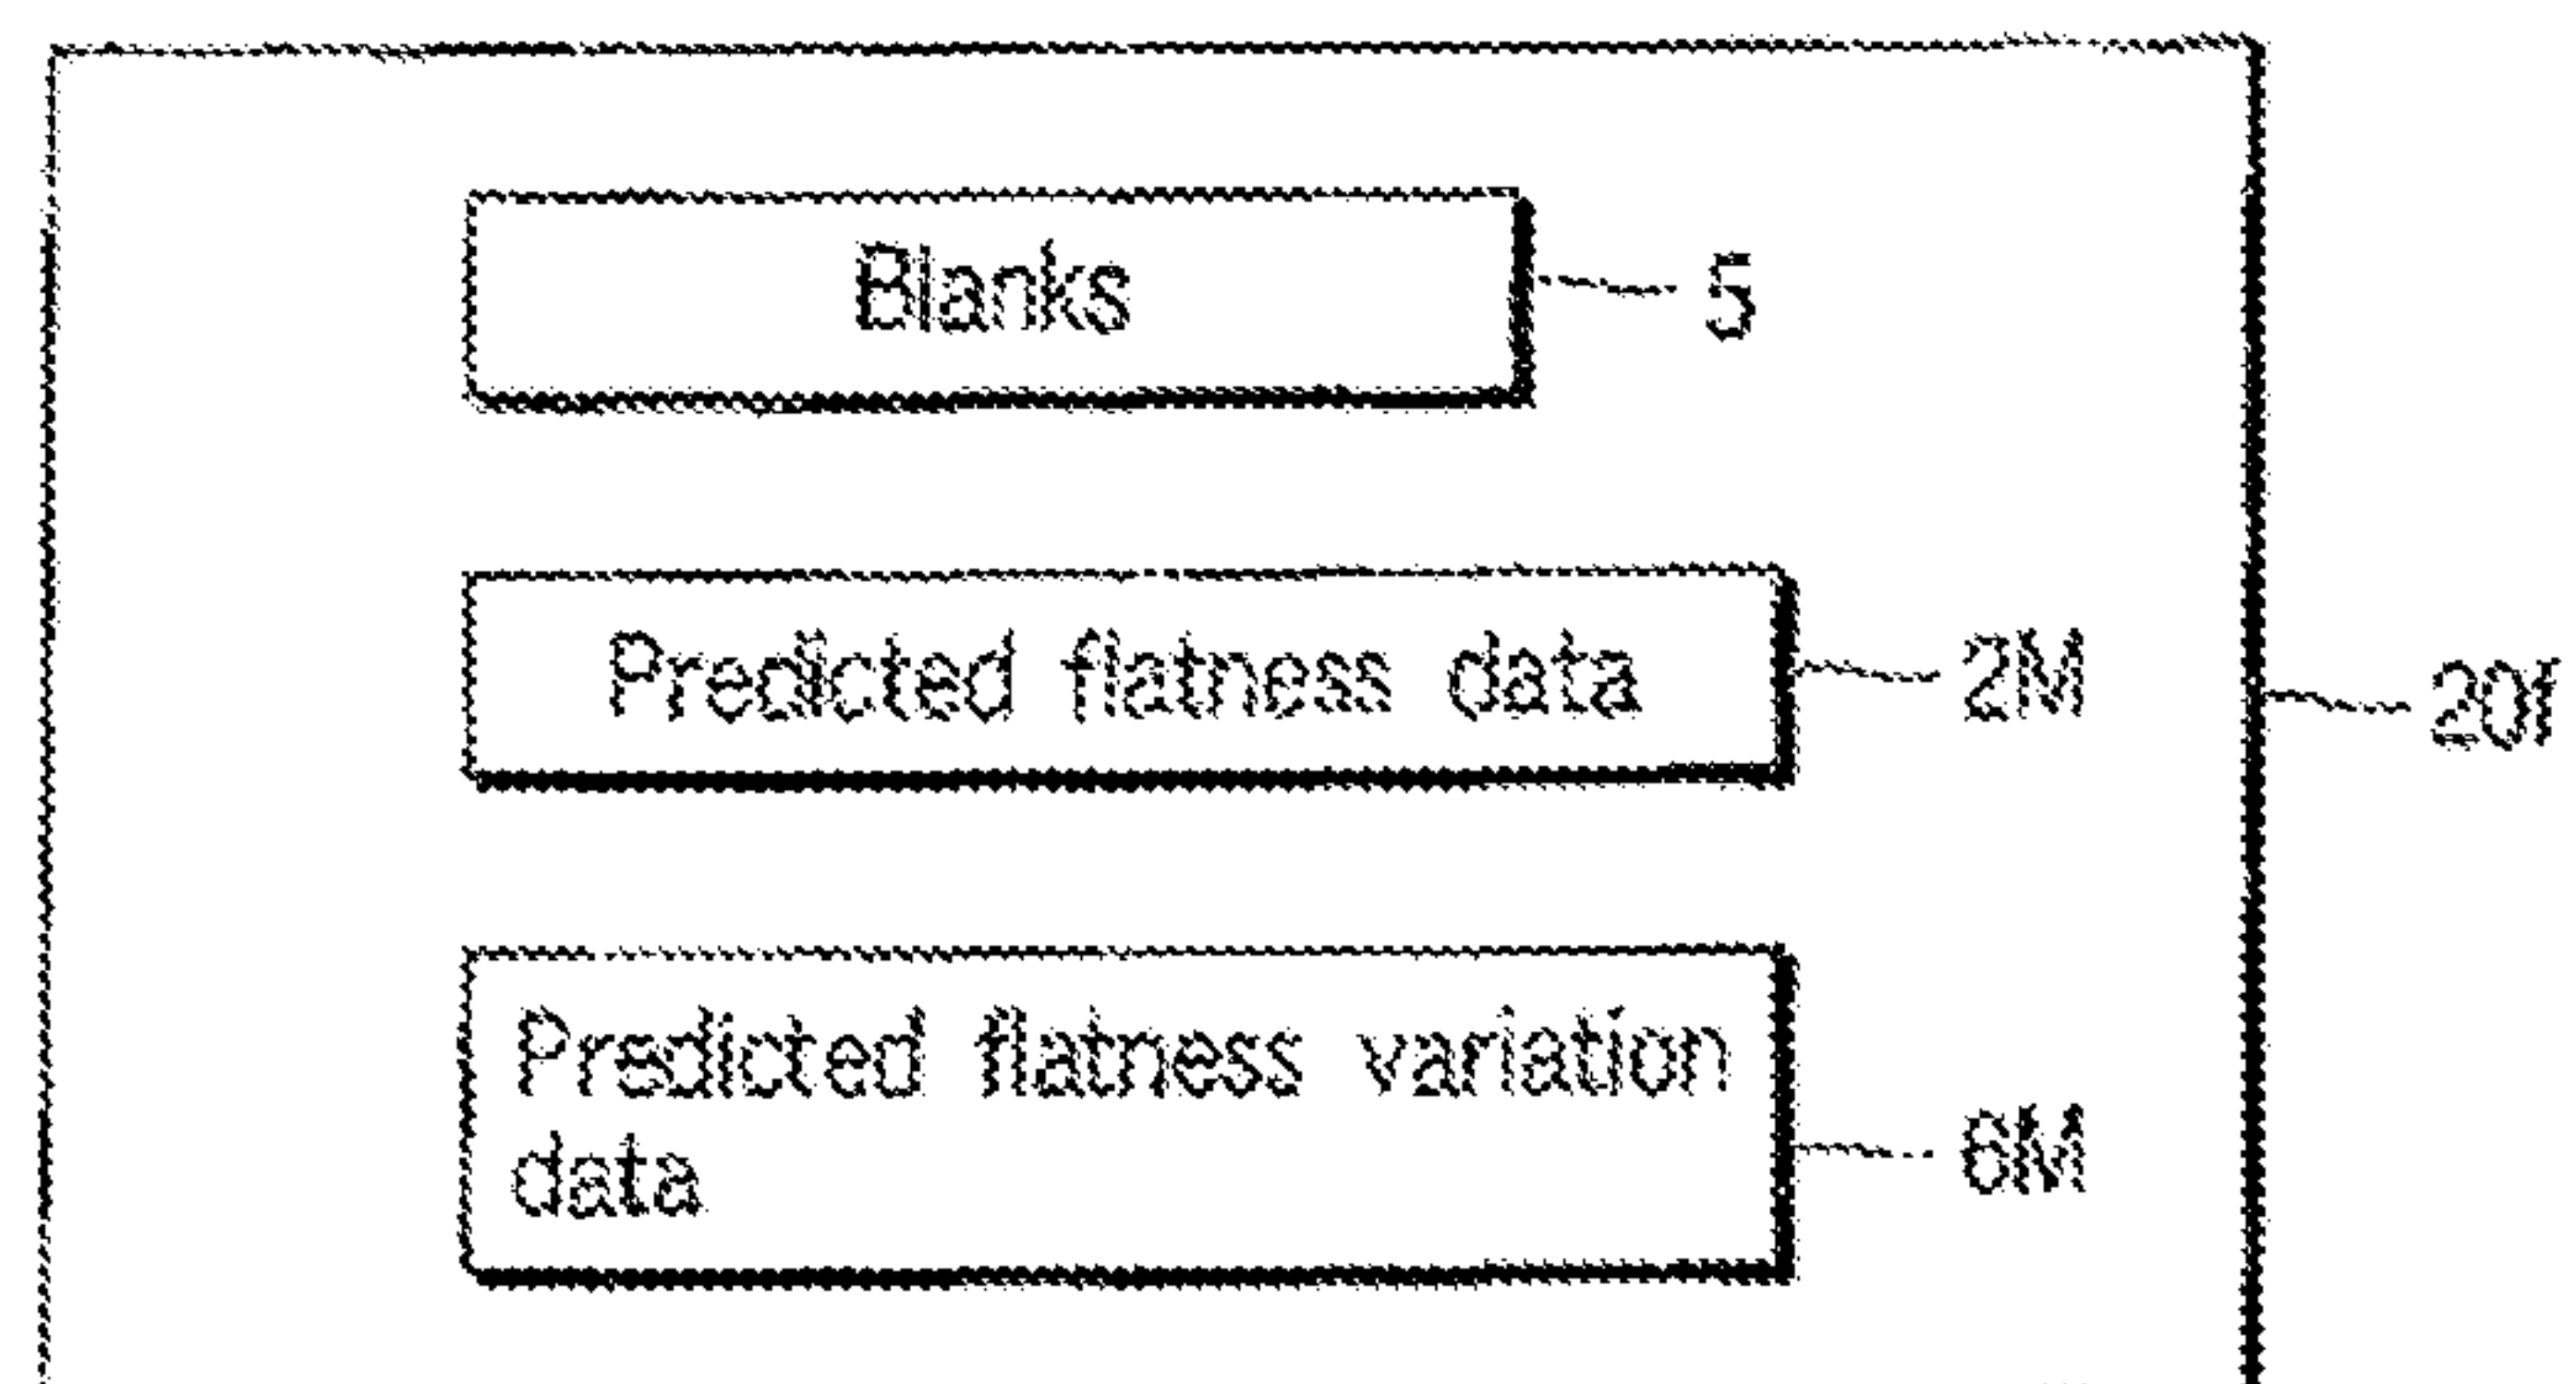 Blanks
5
Predicted flatness data
2M
20f
Predicted flatness variation
data
6M